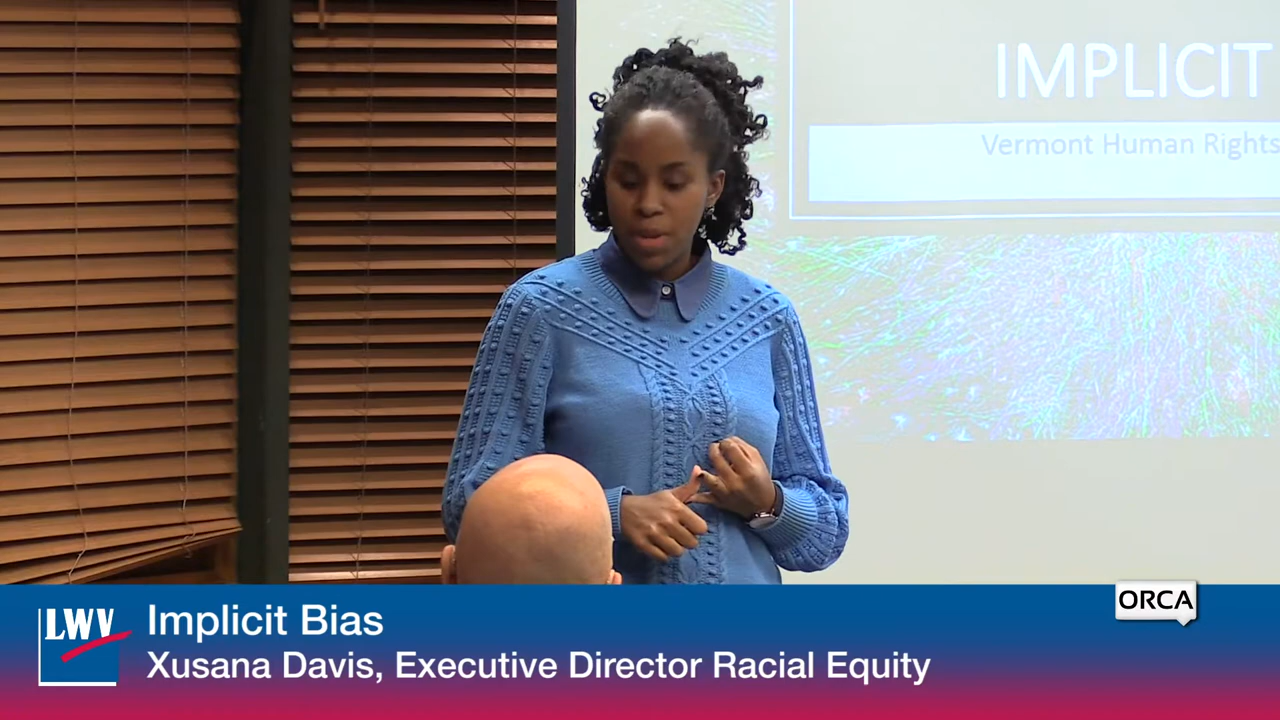 IMPLICIT
Vermont Human Rights
LWV
Implicit Bias
Xusana Davis, Executive Director Racial Equity
ORCA